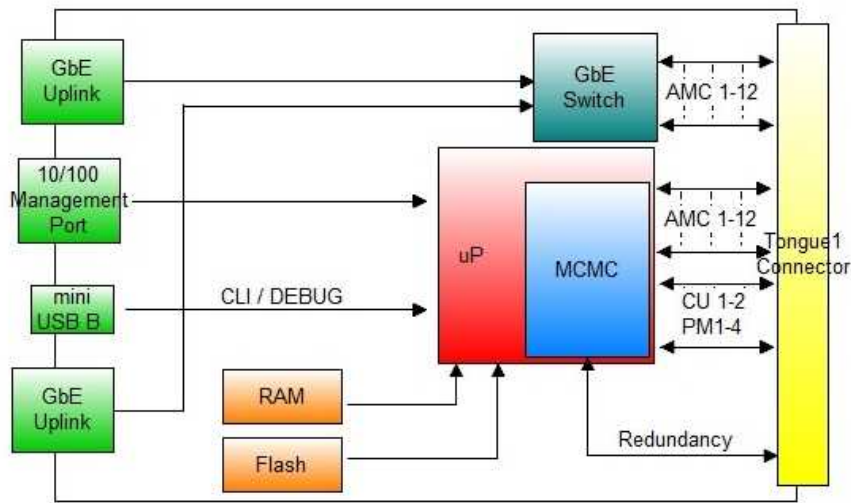 GbE
Uplink
GbE
Switch
AMC 1-12
10/100
Management
Port
uP
MCMC
AMC 1-12
Tongue1
Connector
mini
USB B
CLI / DEBUG
CU 1-2
PM1-4
GbE
Uplink
RAM
Flash
Redundancy